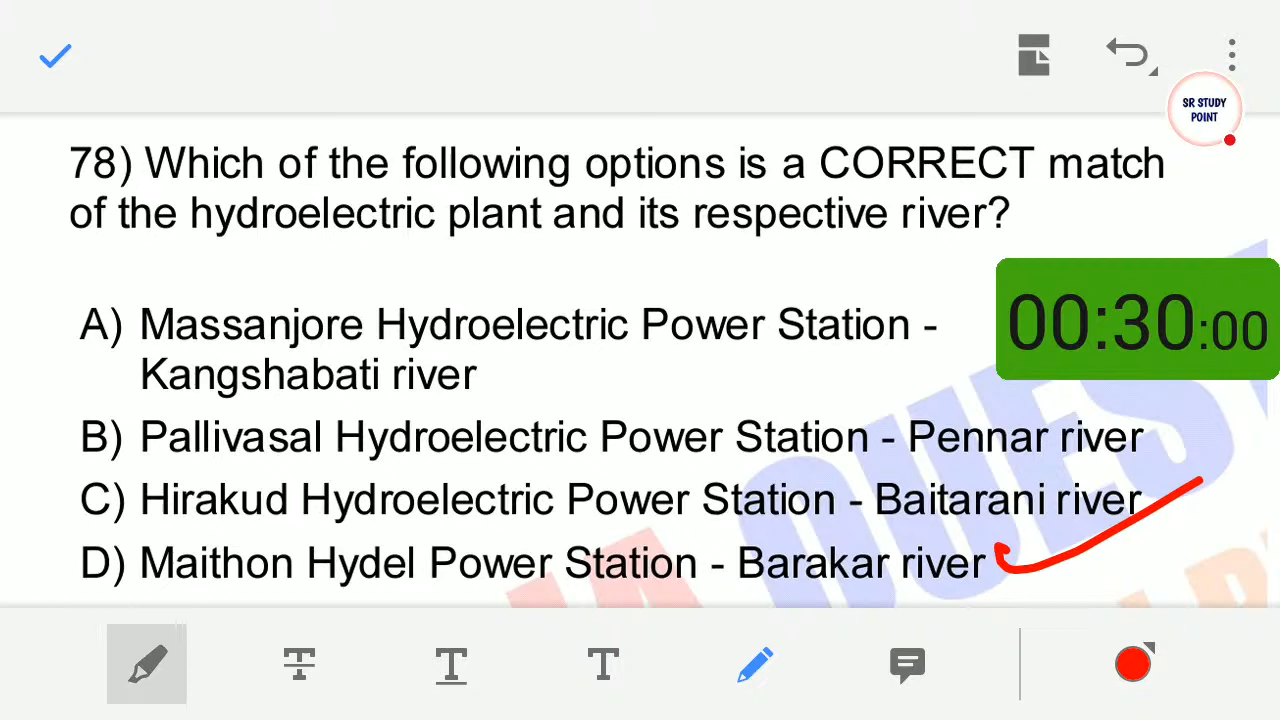 SR STUDY
POINT
78) Which of the following options is a CORRECT match
of the hydroelectric plant and its respective river?
00:30:00
A) Massanjore Hydroelectric Power Station -
Kangshabati river
B) Pallivasal Hydroelectric Power Station - Pennar river
C) Hirakud Hydroelectric Power Station - Baitarani river
D) Maithon Hydel Power Station - Barakar river
T
T
T